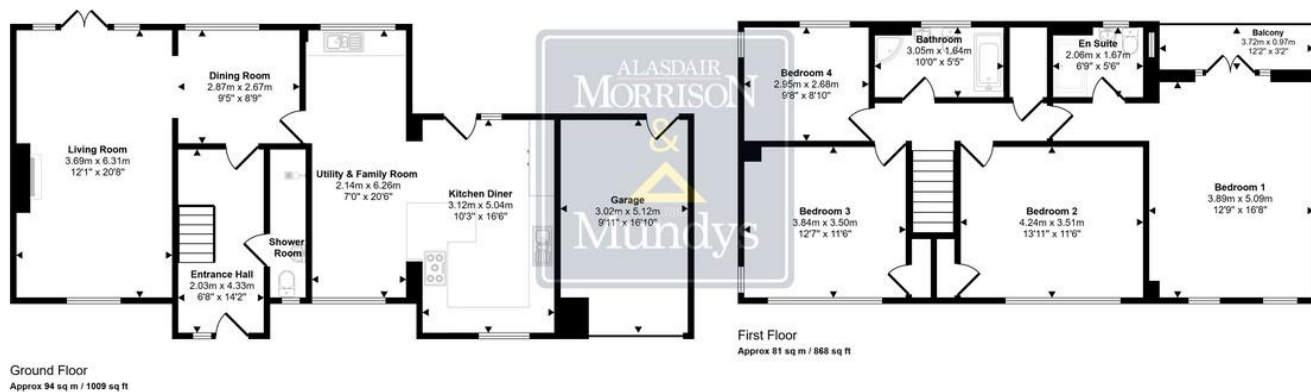 Living Room
3.69m x 6.31m
12'1" x 20'8"
Dining Room
2.87m x 2.67m
9'5" x 8'9"
Utility & Family Room
2.14m x 6.26m
7'0" x 20'6"
Shower
Room
Entrance Hall
2.03m x 4.33m
6'8" x 14'2"
Kitchen Diner
3.12m x 5.04m
10'3" x 16'6"
Garage
3.02m x 5.12m
9'11" x 16'10"
ALASDAIR
MORRISON
&
Mundys
Ground Floor
Approx 94 sq m / 1009 sq ft
Bedroom 4
2.95m x 2.68m
9'8" x 8'10"
Bathroom
3.05m x 1.64m
10'0" x 5'5"
En Suite
2.06m x 1.67m
6'9" x 5'6"
Balcony
3.72m x 0.97m
12'2" x 3'2"
Bedroom 3
3.84m x 3.50m
12'7" x 11'6"
Bedroom 2
4.24m x 3.51m
13'11" x 11'6"
Bedroom 1
3.89m x 5.09m
12'9" x 16'8"
First Floor
Approx 81 sq m / 868 sq ft